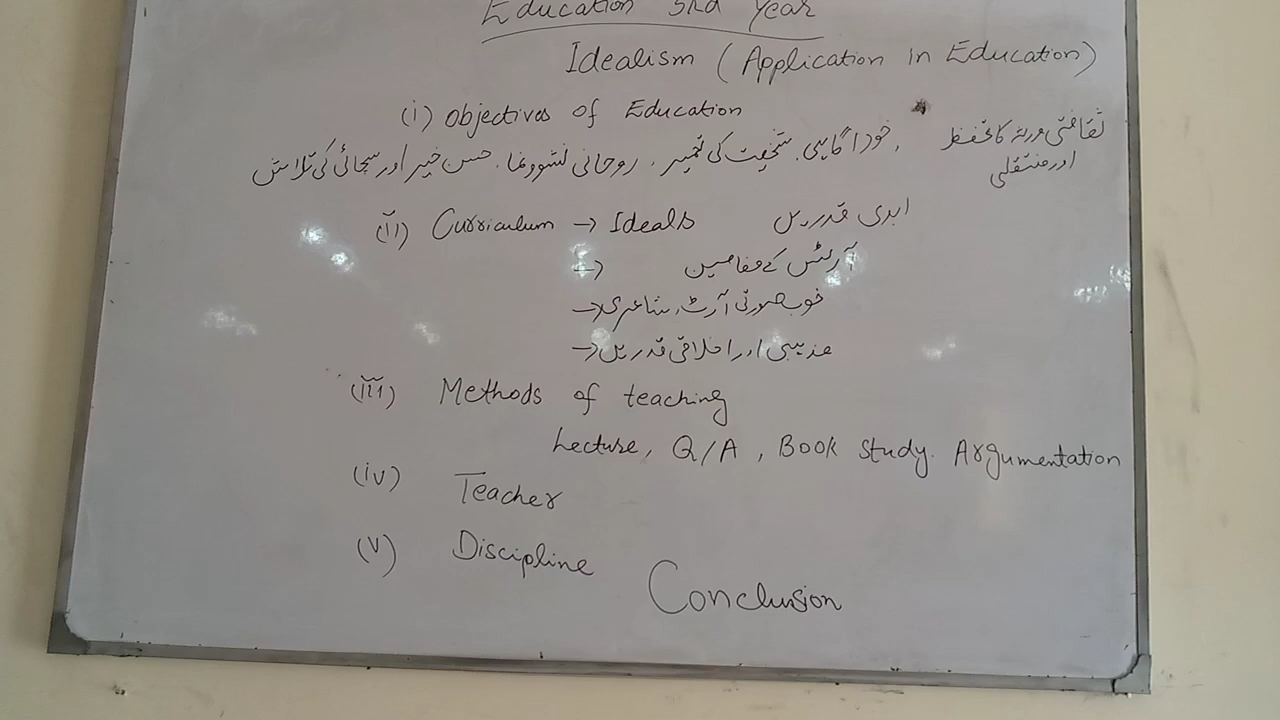 Education 3rd Year
Idealism (Application in Education)
(i) Objectives of Education
ثقافتی ورثہ کا تحفظ اور منتقلی
، خود آگاہی، شخصیت کی تعمیر، روحانی نشوونما، حسن خیر اور سچائی کی تلاش
(ii) Curriculum → Ideals ابدی قدریں
→ آرٹس کے مضامین
→ خوبصورتی آرٹ، شاعری
→ مذہبی اور اخلاقی قدریں
(iii) Methods of teaching
Lecture, Q/A, Book study. Argumentation
(iv) Teacher
(v) Discipline
Conclusion